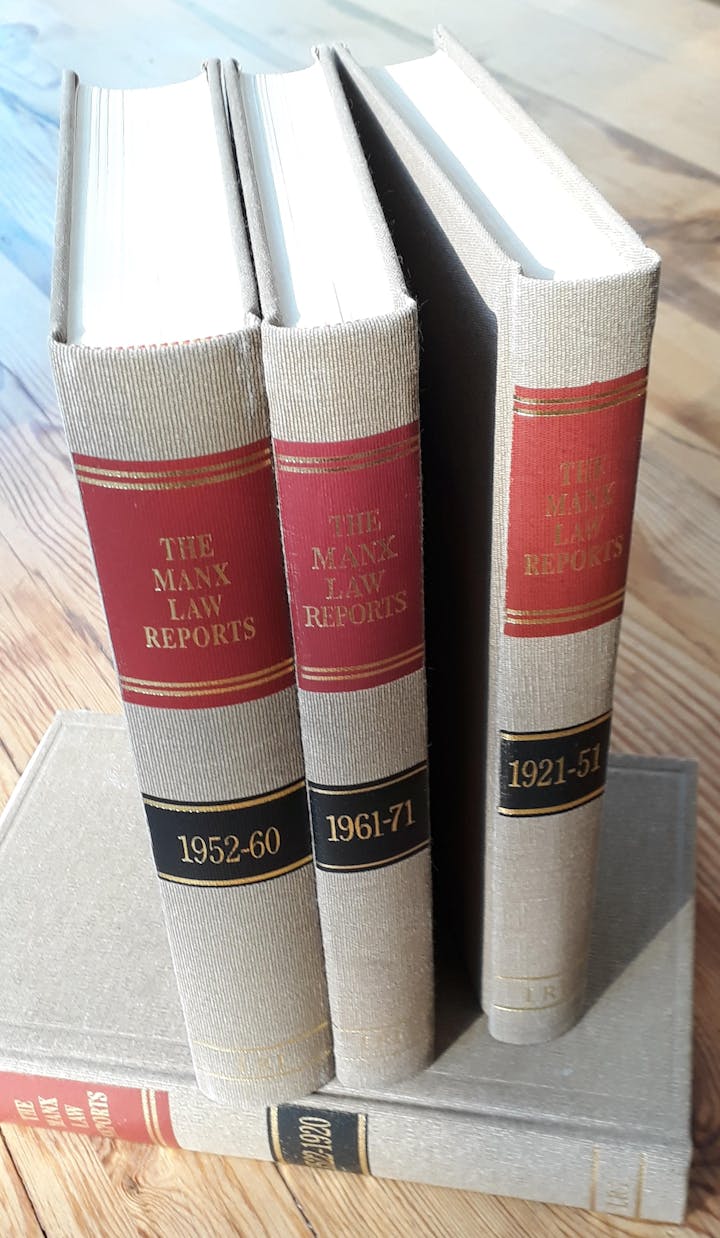 THE
MANX
LAW
REPORTS
1952-60
THE
MANX
LAW
REPORTS
1961-71
THE
MANX
LAW
REPORTS
1921-51
THE
MANX
LAW
REPORTS